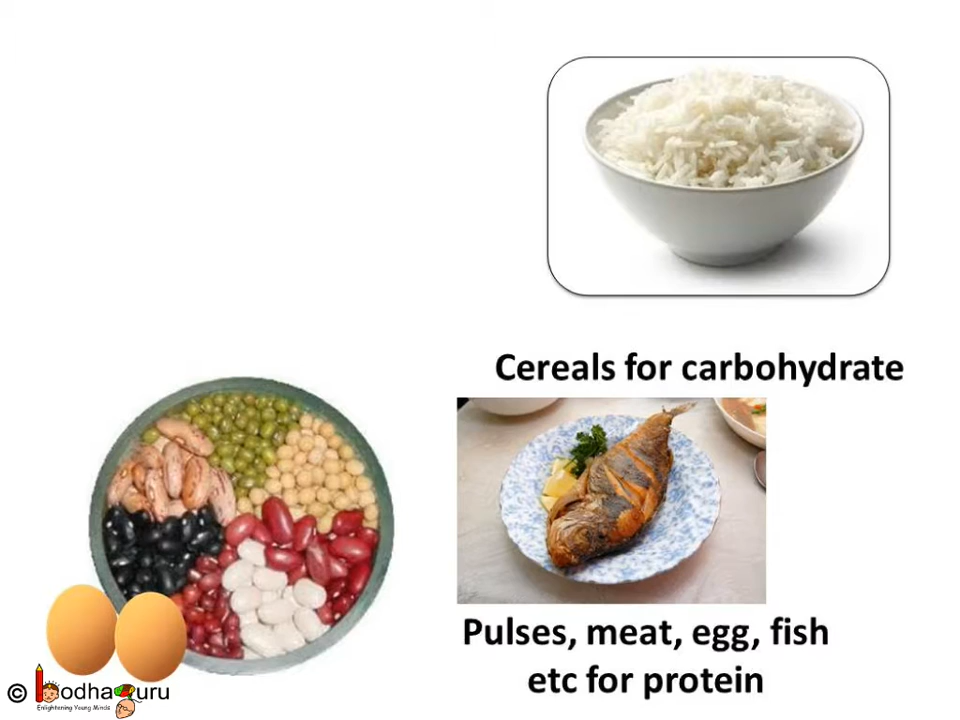 Cereals for carbohydrate
Pulses, meat, egg, fish
etc for protein
© BodhaGuru
Enlightening Young Minds